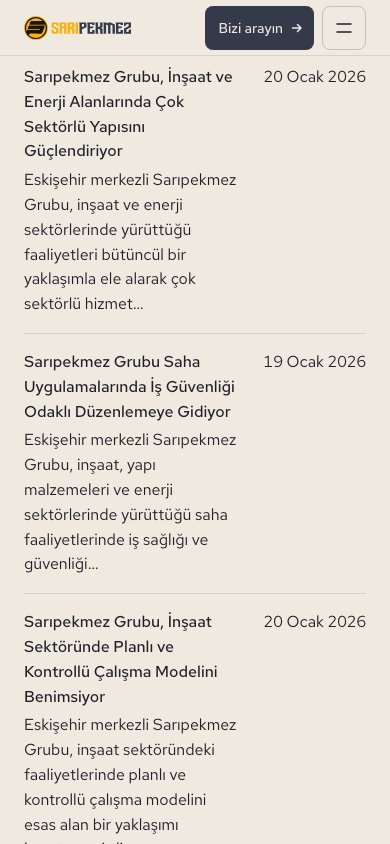 SARIPEKMEZ
Bizi arayın →
Sarıpekmez Grubu, İnşaat ve
Enerji Alanlarında Çok
Sektörlü Yapısını
Güçlendiriyor
20 Ocak 2026
Eskişehir merkezli Sarıpekmez
Grubu, inşaat ve enerji
sektörlerinde yürüttüğü
faaliyetleri bütüncül bir
yaklaşımla ele alarak çok
sektörlü hizmet...
Sarıpekmez Grubu Saha
Uygulamalarında İş Güvenliği
Odaklı Düzenlemeye Gidiyor
19 Ocak 2026
Eskişehir merkezli Sarıpekmez
Grubu, inşaat, yapı
malzemeleri ve enerji
sektörlerinde yürüttüğü saha
faaliyetlerinde iş sağlığı ve
güvenliği...
Sarıpekmez Grubu, İnşaat
Sektöründe Planlı ve
Kontrollü Çalışma Modelini
Benimsiyor
20 Ocak 2026
Eskişehir merkezli Sarıpekmez
Grubu, inşaat sektöründeki
faaliyetlerinde planlı ve
kontrollü çalışma modelini
esas alan bir yaklaşımı